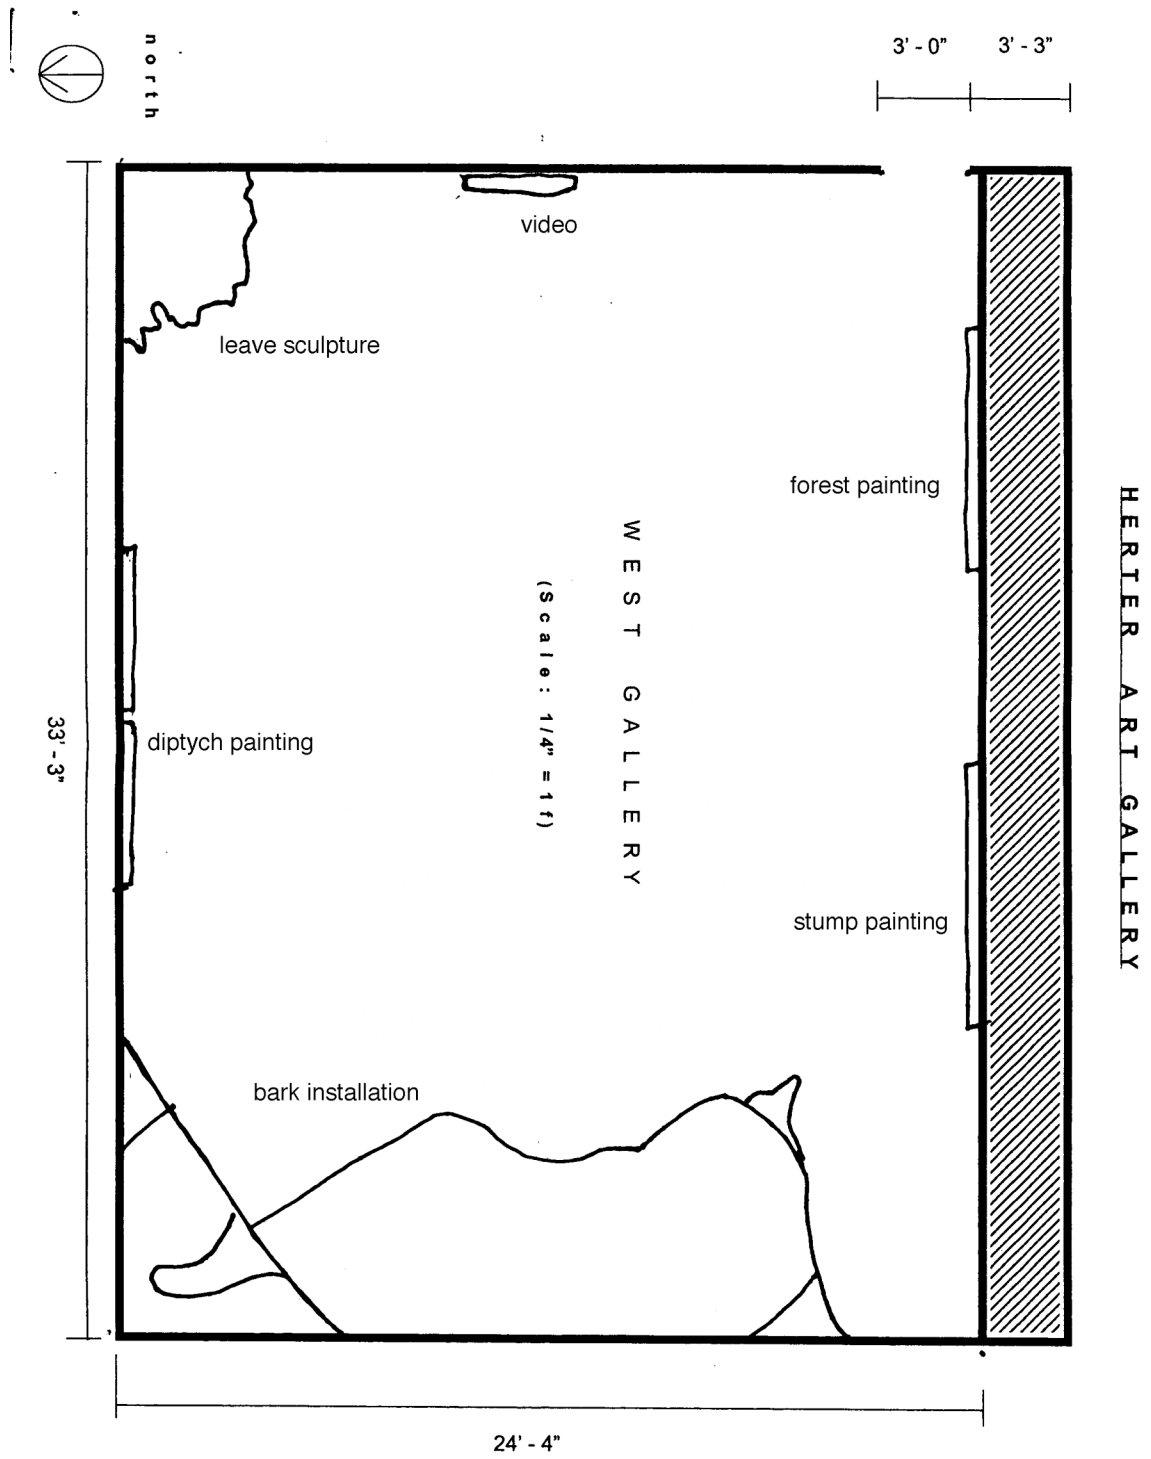 north
3' - 0"
3' - 3"
video
leave sculpture
forest painting
HERTER ART GALLERY
WEST GALLERY
(Scale: 1/4" = 1f)
33' - 3"
diptych painting
stump painting
bark installation
24' - 4"